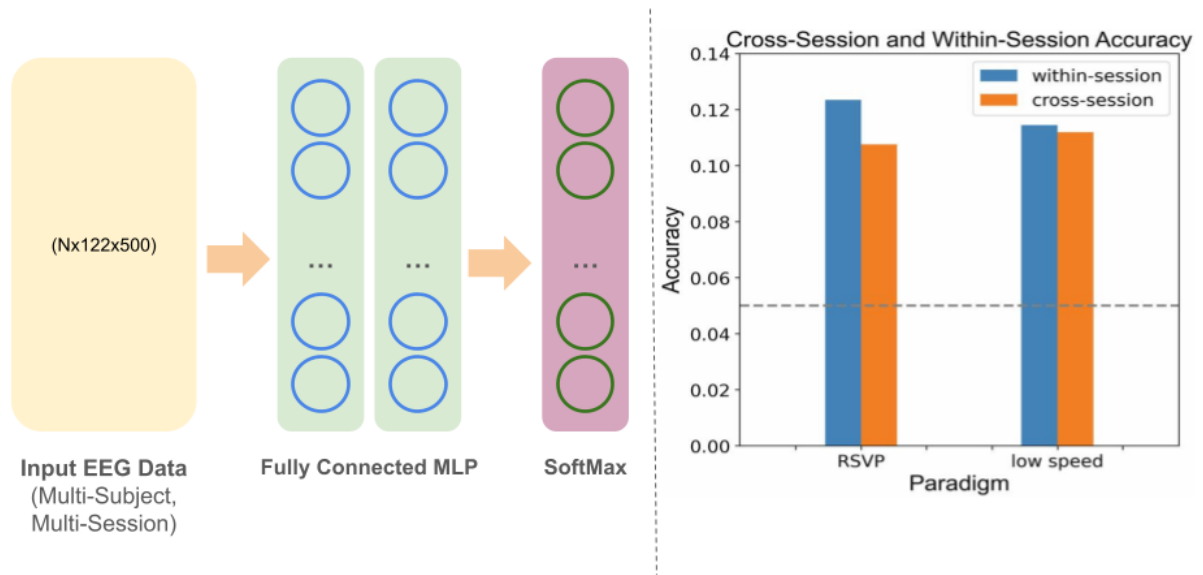 (Nx122x500)
...
...
...
Input EEG Data
(Multi-Subject,
Multi-Session)
Fully Connected MLP
SoftMax
Cross-Session and Within-Session Accuracy
within-session
cross-session
0.14
0.12
0.10
0.08
0.06
0.04
0.02
0.00
Accuracy
RSVP
low speed
Paradigm